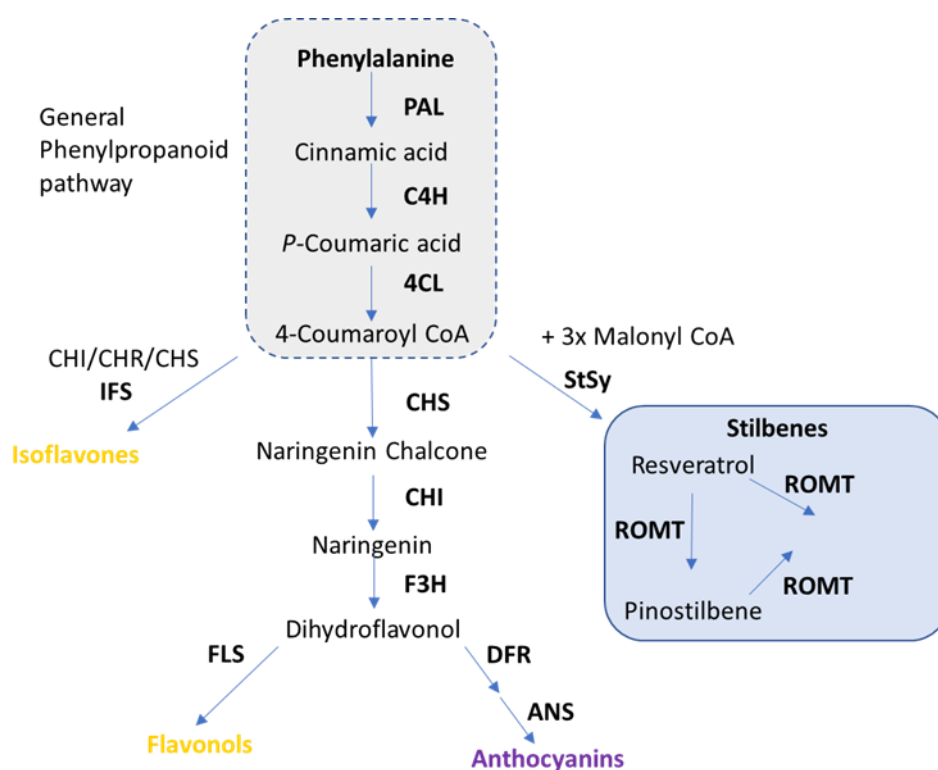 Phenylalanine
PAL
General
Phenylpropanoid
pathway
Cinnamic acid
C4H
P-Coumaric acid
4CL
4-Coumaroyl CoA
+ 3x Malonyl CoA
CHI/CHR/CHS
IFS
StSy
Isoflavones
CHS
Naringenin Chalcone
CHI
Naringenin
F3H
Dihydroflavonol
Stilbenes
Resveratrol
ROMT
ROMT
ROMT
Pinostilbene
FLS
DFR
ANS
Flavonols
Anthocyanins